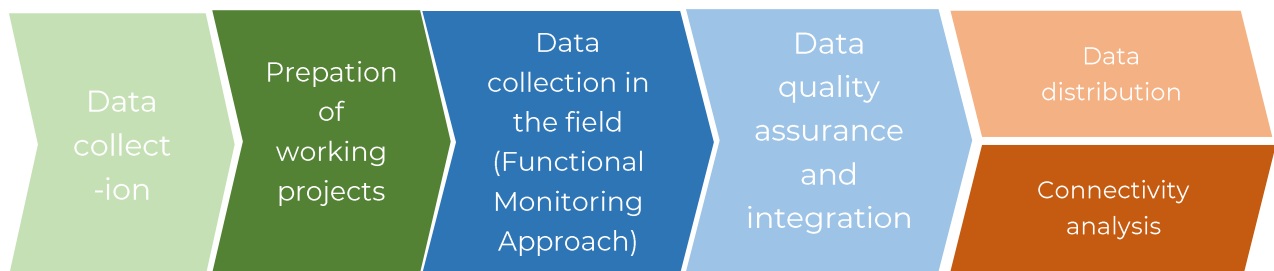 Data
collect
-ion
Prepation
of
working
projects
Data
collection in
the field
(Functional
Monitoring
Approach)
Data
quality
assurance
and
integration
Data
distribution
Connectivity
analysis